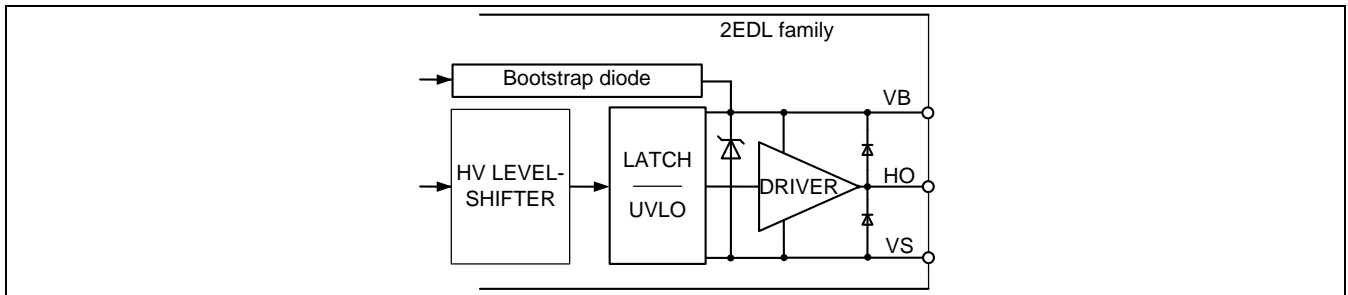 2EDL family
Bootstrap diode
VB
HV LEVEL-
SHIFTER
LATCH
UVLO
DRIVER
HO
VS